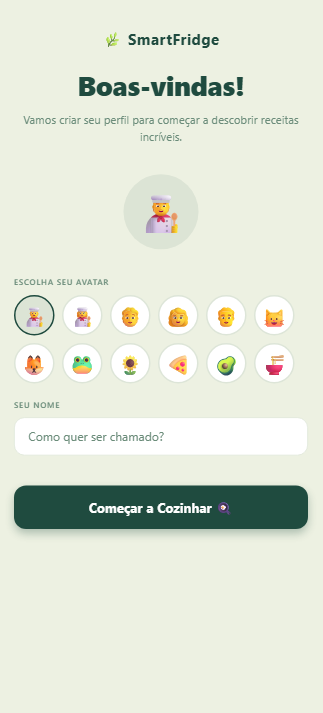 SmartFridge
Boas-vindas!
Vamos criar seu perfil para começar a descobrir receitas
incríveis.
ESCOLHA SEU AVATAR
SEU NOME
Como quer ser chamado?
Começar a Cozinhar